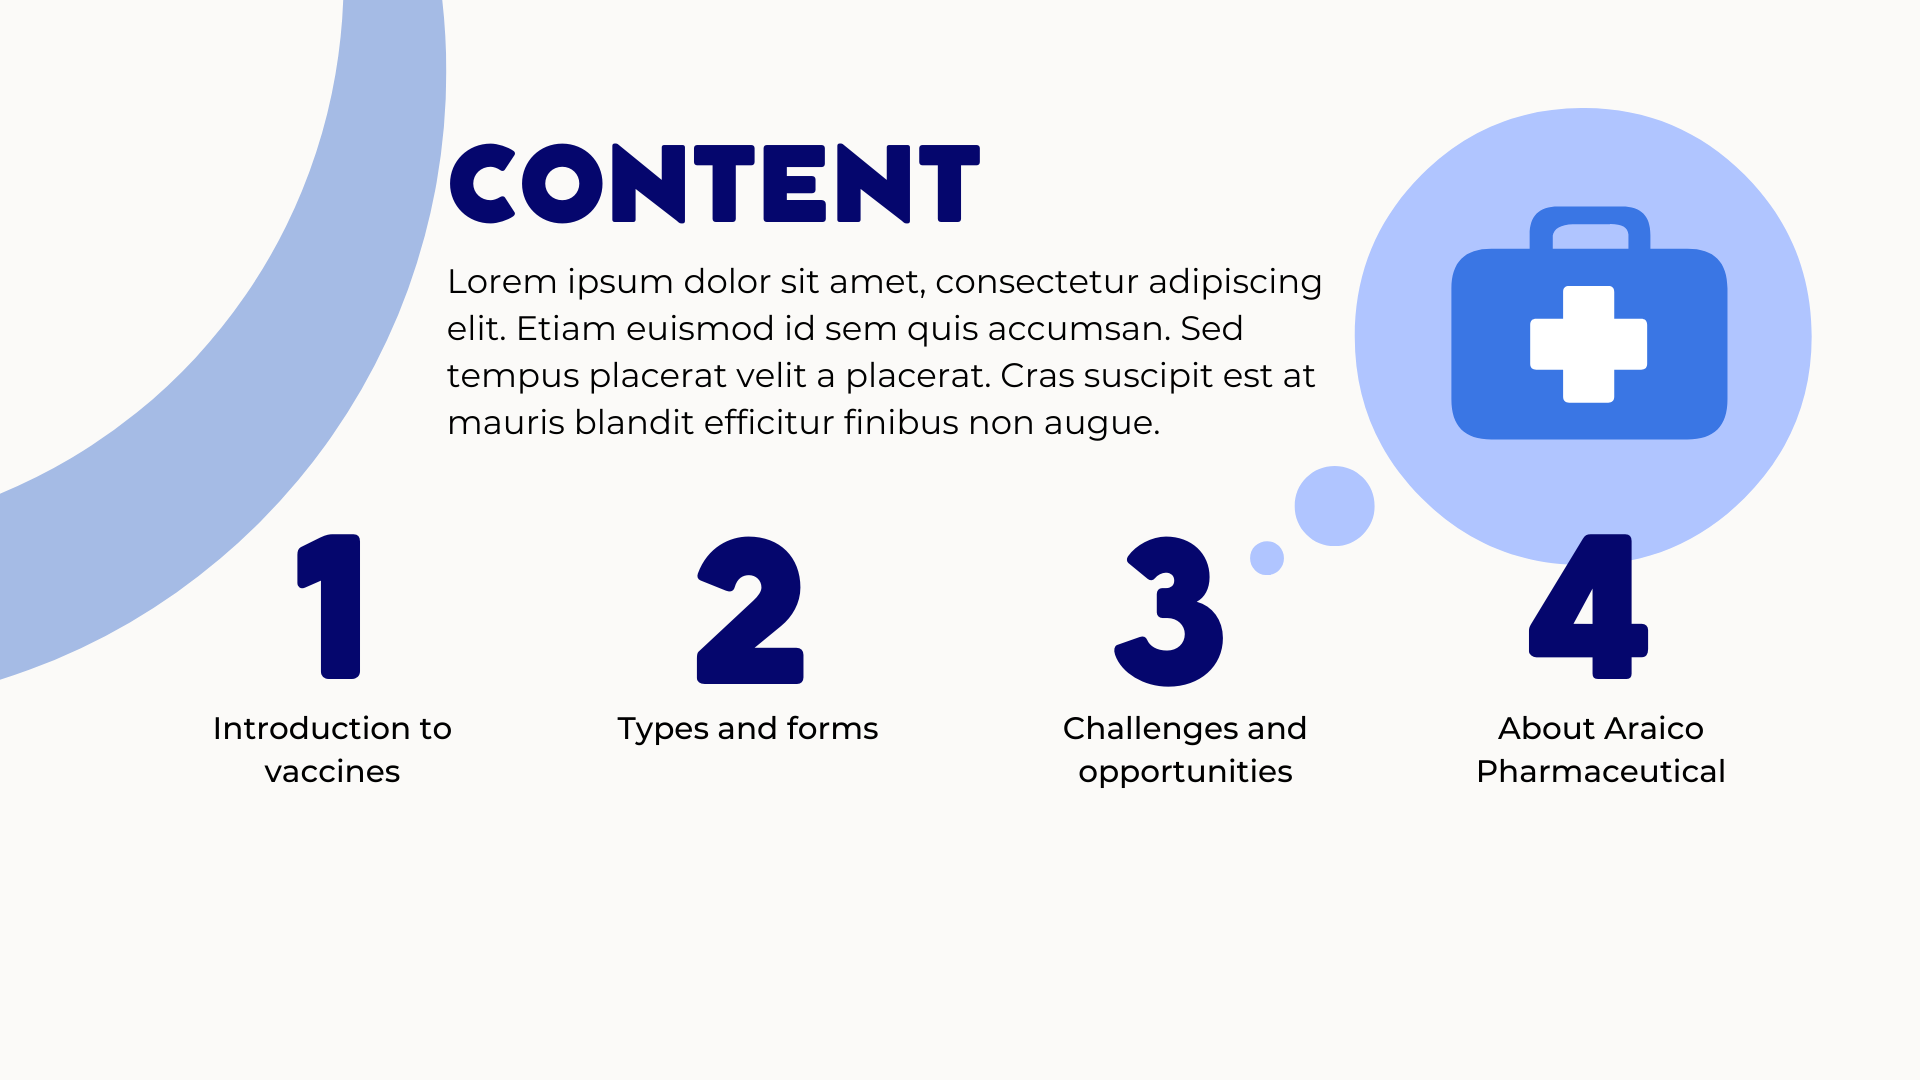 CONTENT
Lorem ipsum dolor sit amet, consectetur adipiscing
elit. Etiam euismod id sem quis accumsan. Sed
tempus placerat velit a placerat. Cras suscipit est at
mauris blandit efficitur finibus non augue.
1
Introduction to
vaccines
2
Types and forms
3
Challenges and
opportunities
4
About Araico
Pharmaceutical